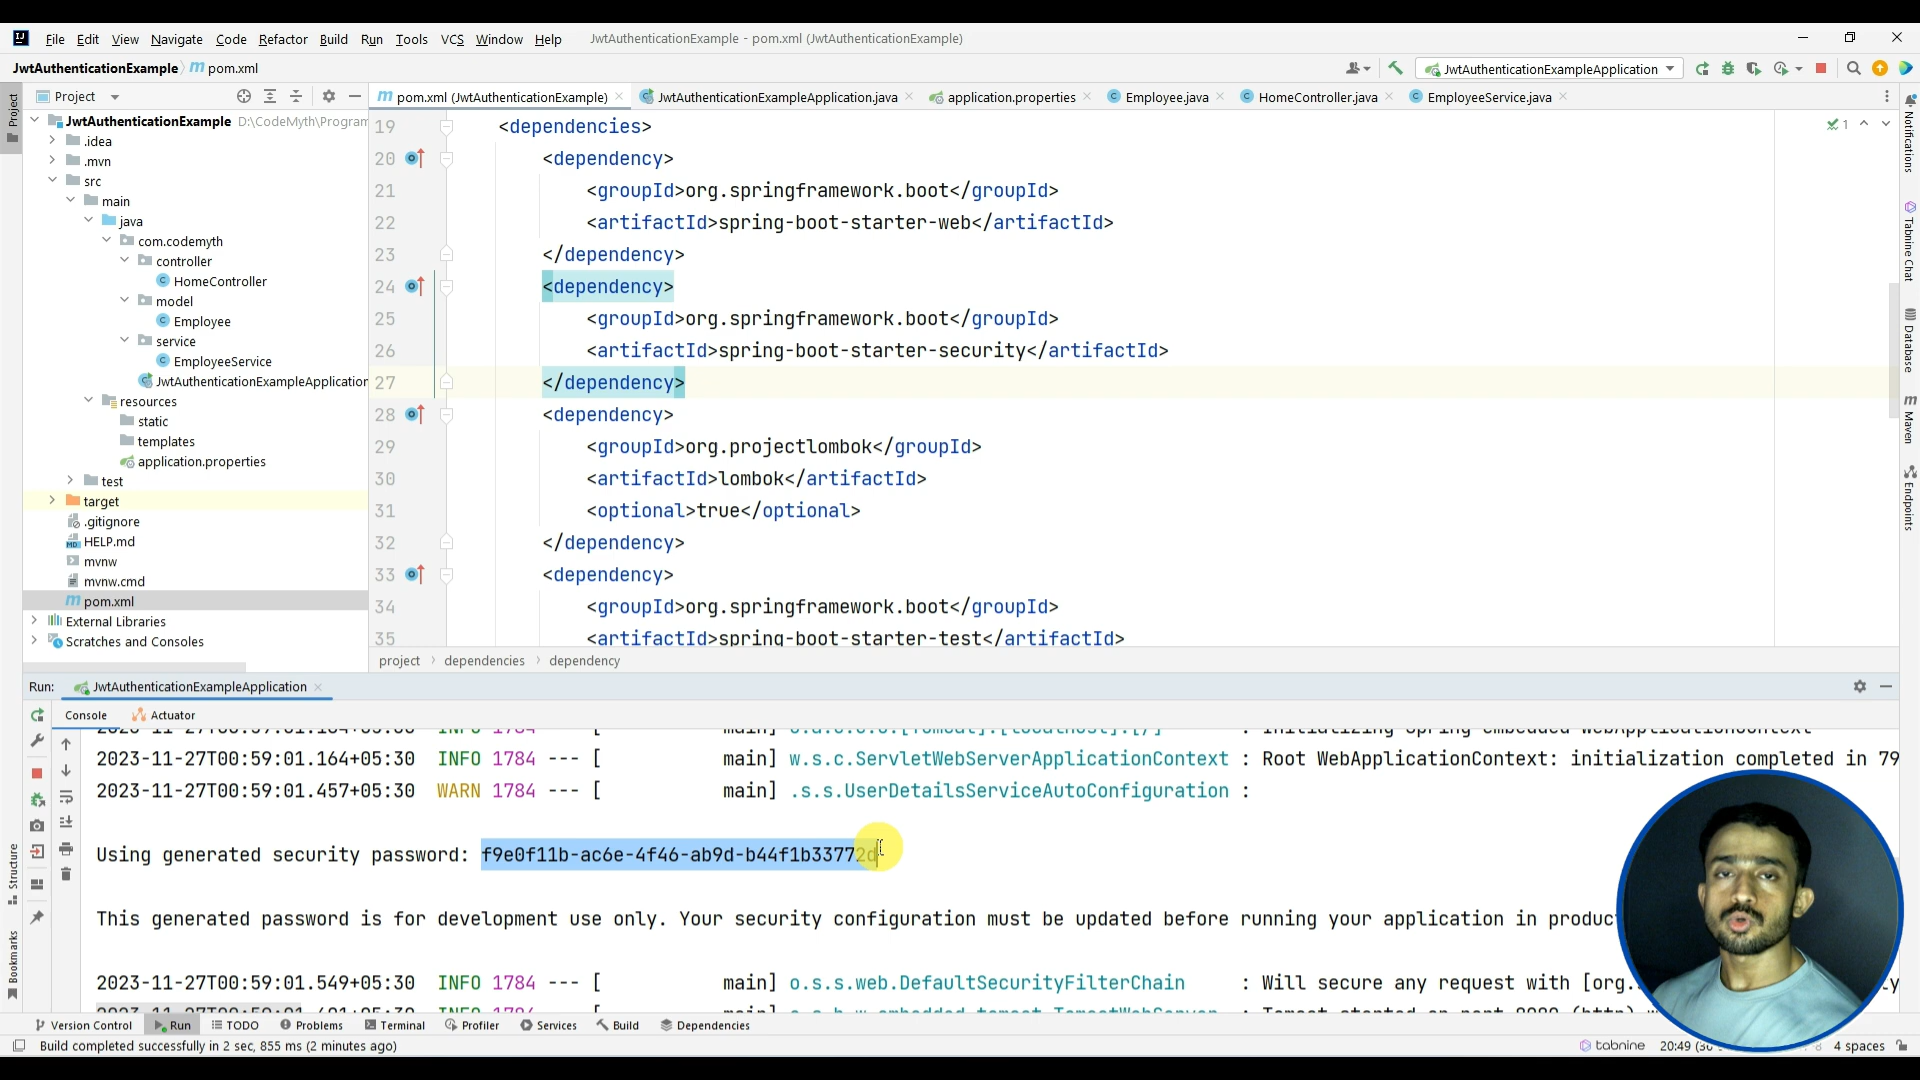 File Edit View Navigate Code Refactor Build Run Tools VCS Window Help JwtAuthenticationExample - pom.xml (JwtAuthenticationExample)
JwtAuthenticationExample pom.xml JwtAuthenticationExampleApplication
Project
pom.xml (JwtAuthenticationExample) JwtAuthenticationExampleApplication.java application.properties Employee.java HomeController.java EmployeeService.java
JwtAuthenticationExample D:\CodeMyth\Program
.idea
.mvn
src
main
java
com.codemyth
controller
HomeController
model
Employee
service
EmployeeService
JwtAuthenticationExampleApplication
resources
static
templates
application.properties
test
target
.gitignore
HELP.md
mvnw
mvnw.cmd
pom.xml
External Libraries
Scratches and Consoles
19 <dependencies>
20 <dependency>
21 <groupId>org.springframework.boot</groupId>
22 <artifactId>spring-boot-starter-web</artifactId>
23 </dependency>
24 <dependency>
25 <groupId>org.springframework.boot</groupId>
26 <artifactId>spring-boot-starter-security</artifactId>
27 </dependency>
28 <dependency>
29 <groupId>org.projectlombok</groupId>
30 <artifactId>lombok</artifactId>
31 <optional>true</optional>
32 </dependency>
33 <dependency>
34 <groupId>org.springframework.boot</groupId>
35 <artifactId>spring-boot-starter-test</artifactId>
1
project dependencies dependency
Project
Structure
Bookmarks
Notifications
Tabnine Chat
Database
Maven
Endpoints
Run: JwtAuthenticationExampleApplication
Console Actuator
2023-11-27T00:59:01.164+05:30 INFO 1784 --- [ main] w.s.c.ServletWebServerApplicationContext : Root WebApplicationContext: initialization completed in 79
2023-11-27T00:59:01.457+05:30 WARN 1784 --- [ main] .s.s.UserDetailsServiceAutoConfiguration :
Using generated security password: f9e0f11b-ac6e-4f46-ab9d-b44f1b33772d
This generated password is for development use only. Your security configuration must be updated before running your application in produc
2023-11-27T00:59:01.549+05:30 INFO 1784 --- [ main] o.s.s.web.DefaultSecurityFilterChain : Will secure any request with [org.
Version Control Run TODO Problems Terminal Profiler Services Build Dependencies
Build completed successfully in 2 sec, 855 ms (2 minutes ago) tabnine 20:49 4 spaces